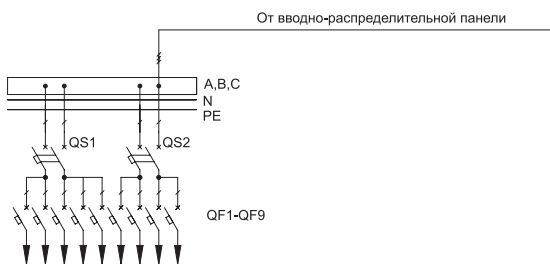 От вводно-распределительной панели
A,B,C
N
PE
QS1
QS2
QF1-QF9